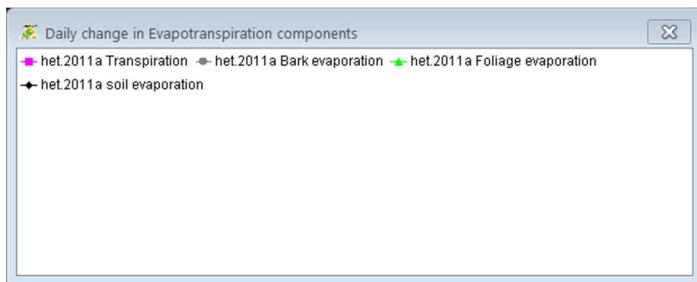 Daily change in Evapotranspiration components
het.2011a Transpiration het.2011a Bark evaporation het.2011a Foliage evaporation
het.2011a soil evaporation